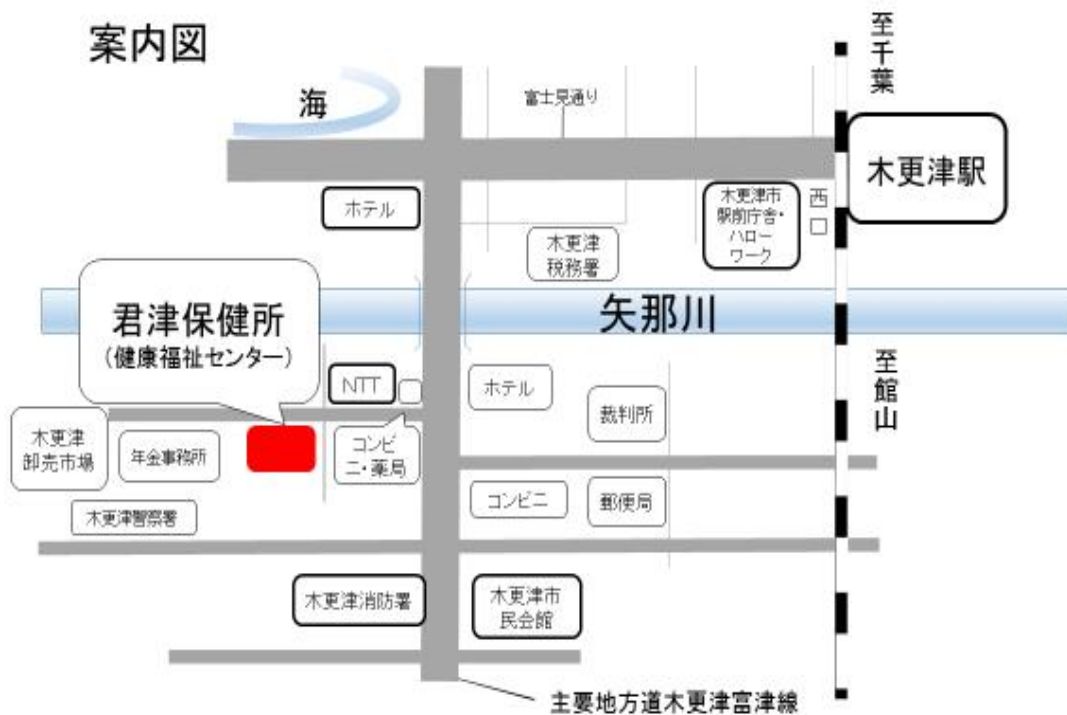 案内図
至千葉
海
富士見通り
木更津駅
ホテル
木更津市
駅前庁舎・
ハロー
ワーク
西口
木更津
税務署
矢那川
君津保健所
(健康福祉センター)
至館山
NTT
ホテル
裁判所
木更津
卸売市場
年金事務所
コンビ
ニ・薬局
コンビニ
郵便局
木更津警察署
木更津消防署
木更津市
民会館
主要地方道木更津富津線